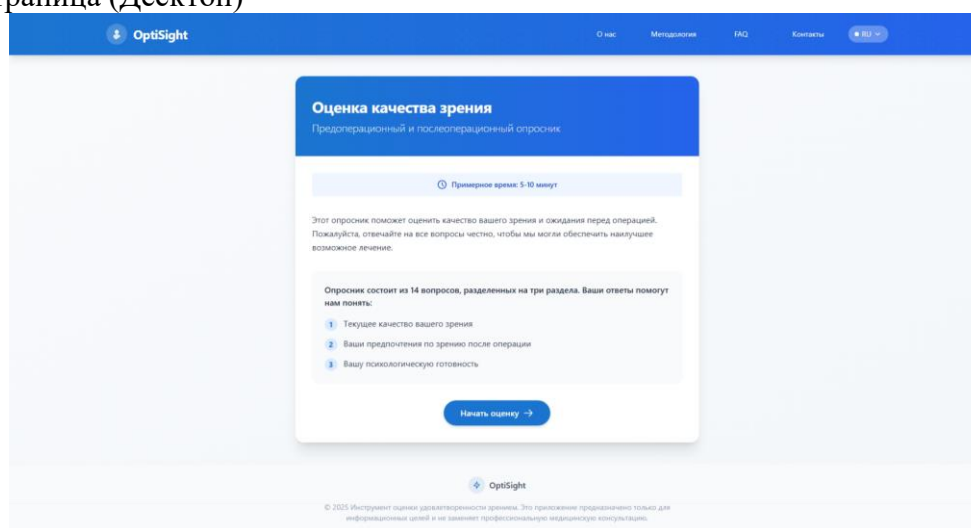 страница (Десктоп)
OptiSight
О нас
Методология
FAQ
Контакты
RU
Оценка качества зрения
Предоперационный и послеоперационный опросник
Примерное время: 5-10 минут
Этот опросник поможет оценить качество вашего зрения и ожидания перед операцией.
Пожалуйста, отвечайте на все вопросы честно, чтобы мы могли обеспечить наилучшее
возможное лечение.
Опросник состоит из 14 вопросов, разделенных на три раздела. Ваши ответы помогут
нам понять:
1 Текущее качество вашего зрения
2 Ваши предпочтения по зрению после операции
3 Вашу психологическую готовность
Начать оценку →
OptiSight
© 2025 Инструмент оценки удовлетворенности зрением. Это приложение предназначено только для
информационных целей и не заменяет профессиональную медицинскую консультацию.